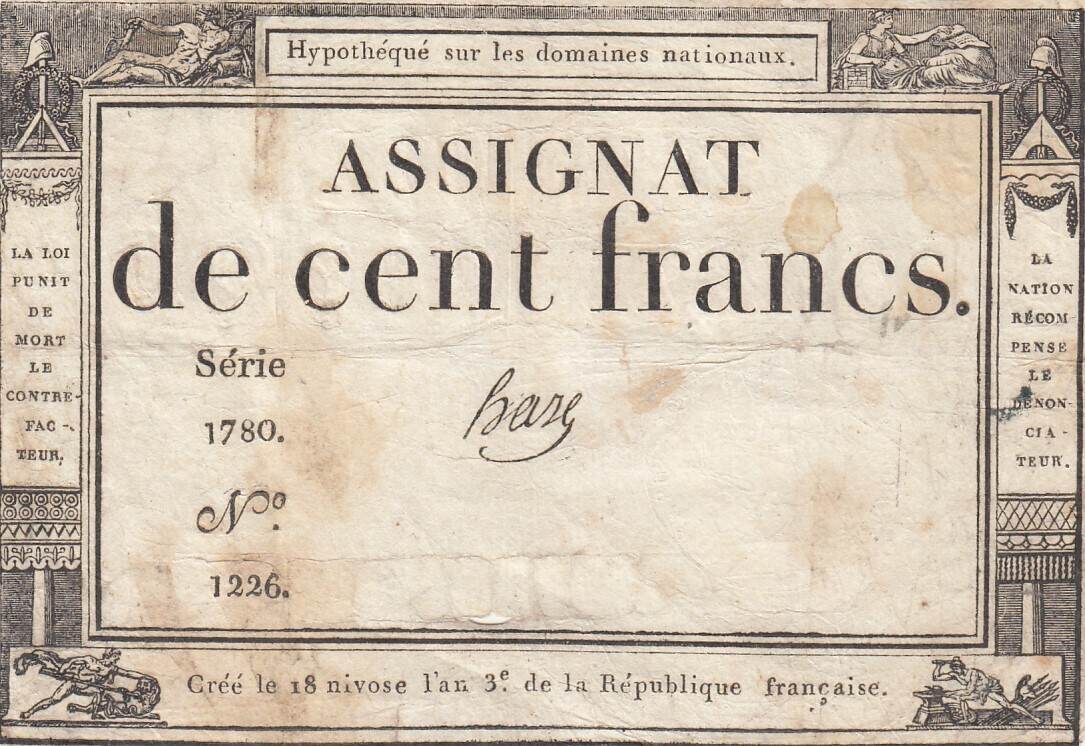 Hypothéqué sur les domaines nationaux.
ASSIGNAT
de cent francs.
LA LOI
PUNIT
DE
MORT
LE
CONTRE-
FAC-
TEUR.
Série
1780.
Nº.
1226.
LA
NATION
RÉCOM
PENSE
LE
DÉNON-
CIA-
TEUR.
Créé le 18 nivose l'an 3.e de la République française.